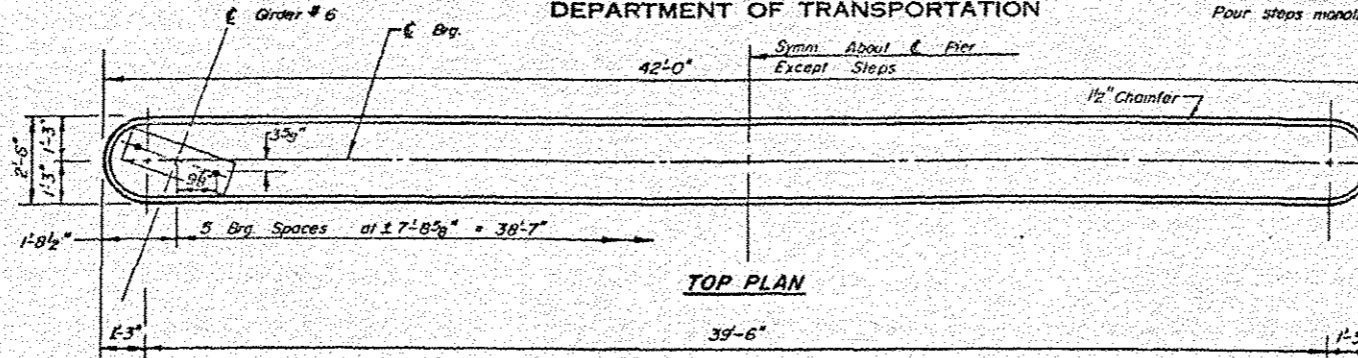 DEPARTMENT OF TRANSPORTATION
Pour steps monoli
℄ Girder # 6
℄ Brg.
Symm About ℄ Pier
Except Steps
42'-0"
1½" Chamfer
3⅝"
2'-6"
1'-3"
1'-3"
1'-8½"
5 Brg Spaces at ± 7'-8⅝" = 38'-7"
TOP PLAN
1'-3"
39'-6"
1'-3